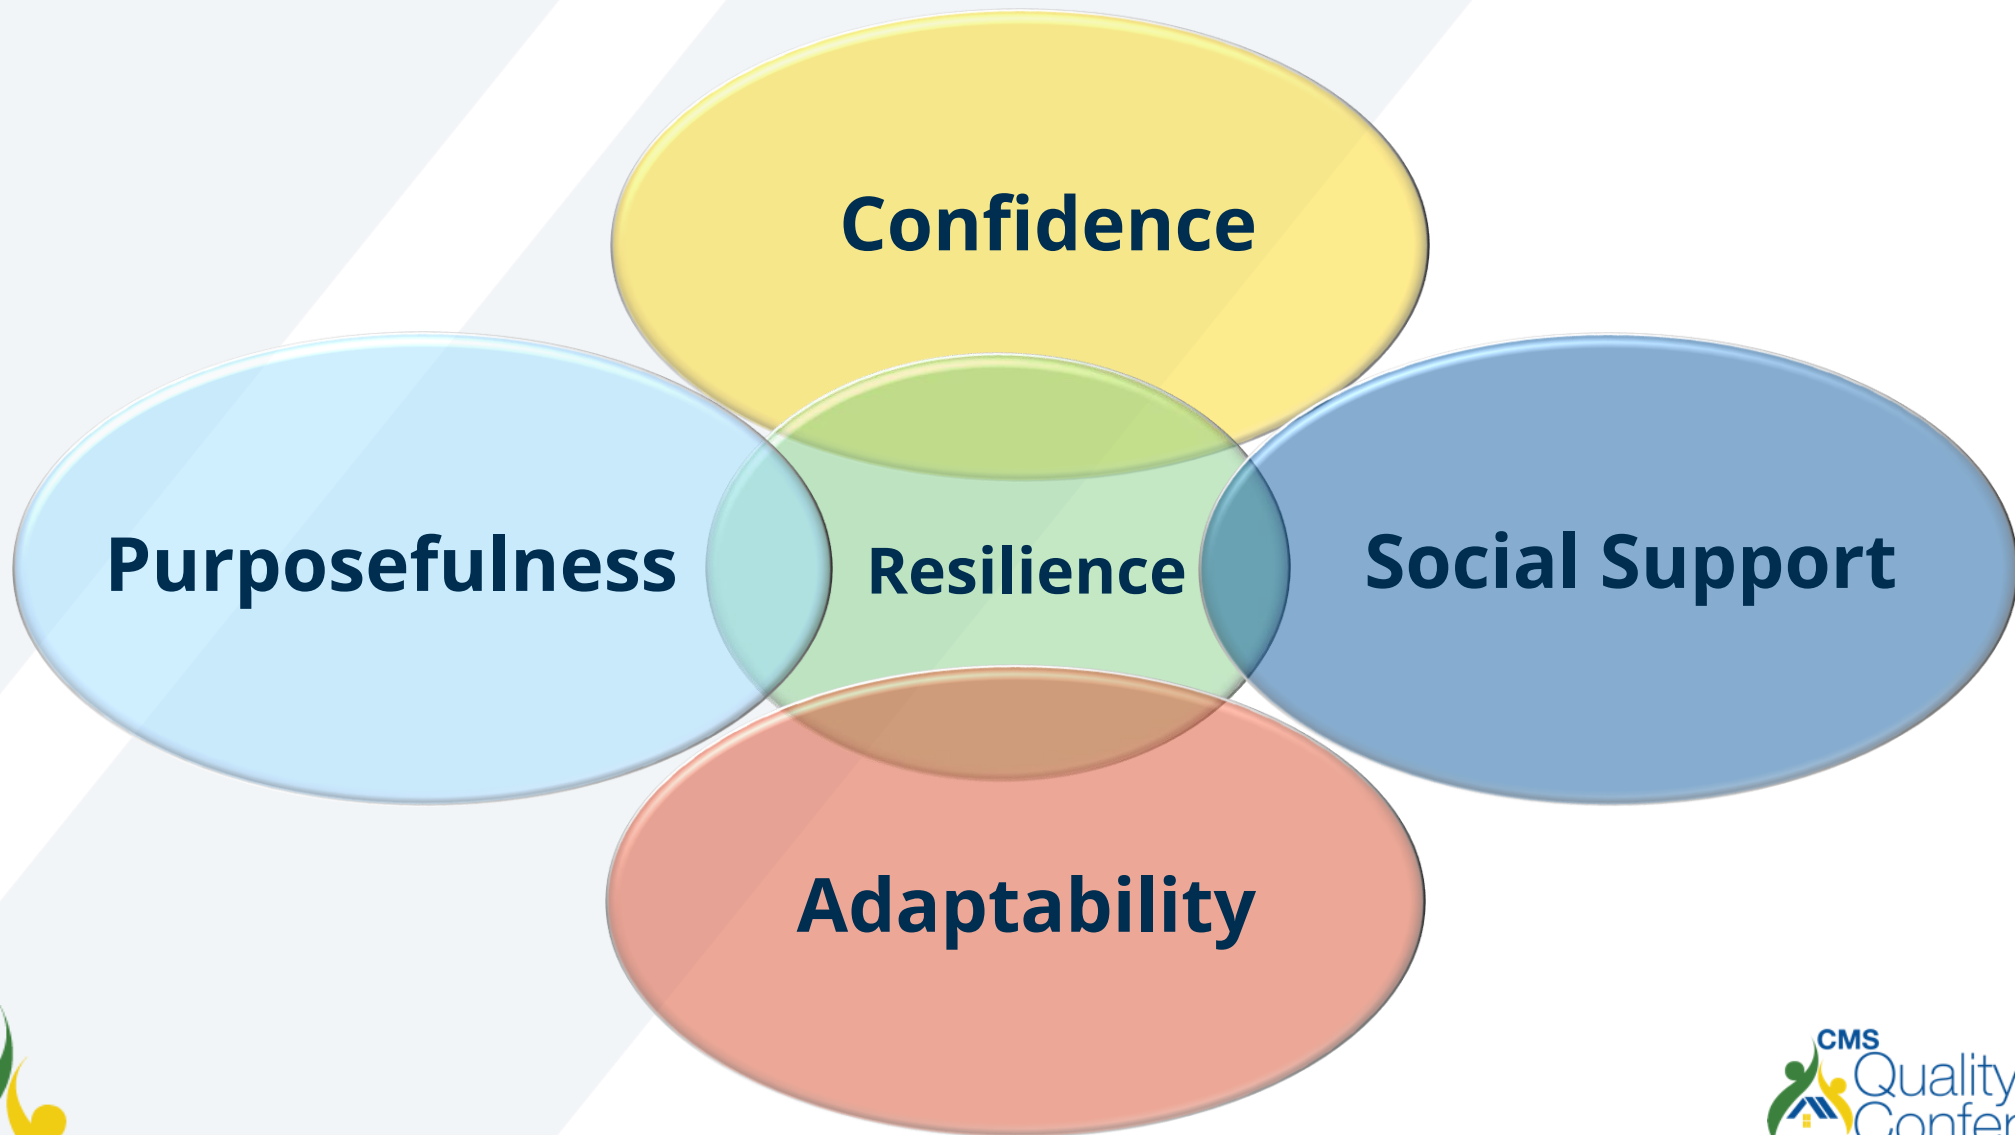 Confidence
Purposefulness
Resilience
Social Support
Adaptability
CMS
Quality